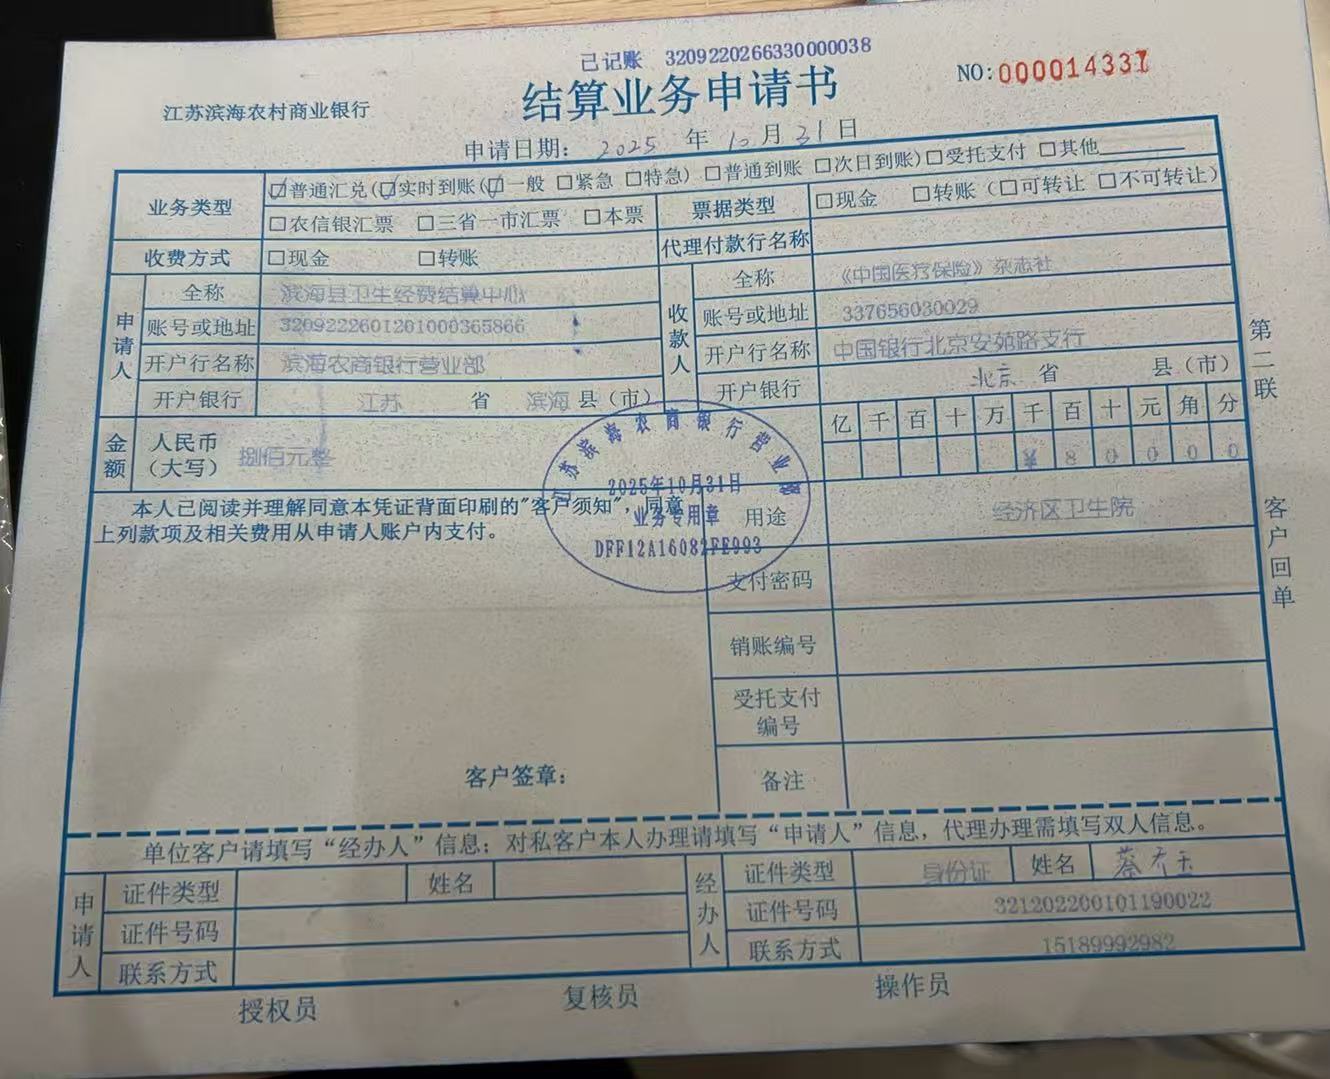 已记账 3209220266330000038
江苏滨海农村商业银行
结算业务申请书
NO:000014337
申请日期: 2025 年 10 月 31 日
业务类型
☑普通汇兑(☑实时到账(☑一般 □紧急 □特急) □普通到账 □次日到账)□受托支付 □其他
□农信银汇票 □三省一市汇票 □本票
票据类型
□现金 □转账(□可转让 □不可转让)
收费方式
□现金 □转账
代理付款行名称
申请人
全称 滨海县卫生经费结算中心
账号或地址 3209222601201000365866
开户行名称 滨海农商银行营业部
开户银行 江苏 省 滨海 县(市)
收款人
全称 《中国医疗保险》杂志社
账号或地址 337656030029
开户行名称 中国银行北京安苑路支行
开户银行 北京 省 县(市)
金额
人民币(大写) 捌佰元整
亿千百十万千百十元角分
¥80000
本人已阅读并理解同意本凭证背面印刷的"客户须知",同意
上列款项及相关费用从申请人账户内支付。
江苏滨海农商银行营业部
2025年10月31日
业务专用章
DFF12A16082FE993
用途 经济区卫生院
支付密码
销账编号
受托支付
编号
备注
客户签章:
第二联
客户回单
单位客户请填写“经办人”信息;对私客户本人办理请填写“申请人”信息,代理办理需填写双人信息。
申请人
证件类型 姓名
证件号码
联系方式
经办人
证件类型 身份证 姓名 蔡
证件号码 321202200101190022
联系方式 15189992982
授权员 复核员 操作员